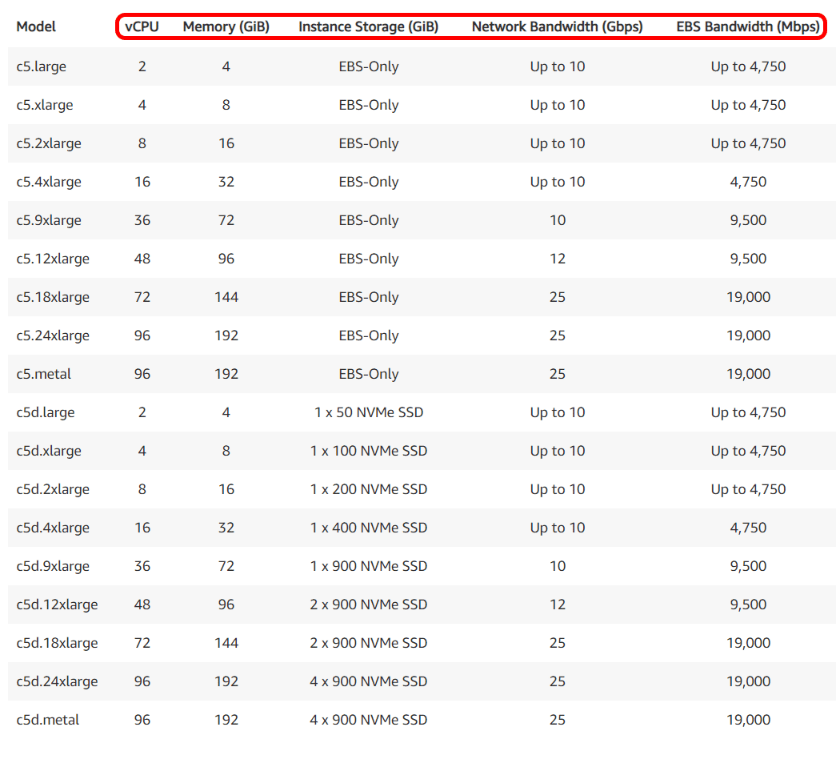 Model vCPU Memory (GiB) Instance Storage (GiB) Network Bandwidth (Gbps) EBS Bandwidth (Mbps)
c5.large 2 4 EBS-Only Up to 10 Up to 4,750
c5.xlarge 4 8 EBS-Only Up to 10 Up to 4,750
c5.2xlarge 8 16 EBS-Only Up to 10 Up to 4,750
c5.4xlarge 16 32 EBS-Only Up to 10 4,750
c5.9xlarge 36 72 EBS-Only 10 9,500
c5.12xlarge 48 96 EBS-Only 12 9,500
c5.18xlarge 72 144 EBS-Only 25 19,000
c5.24xlarge 96 192 EBS-Only 25 19,000
c5.metal 96 192 EBS-Only 25 19,000
c5d.large 2 4 1 x 50 NVMe SSD Up to 10 Up to 4,750
c5d.xlarge 4 8 1 x 100 NVMe SSD Up to 10 Up to 4,750
c5d.2xlarge 8 16 1 x 200 NVMe SSD Up to 10 Up to 4,750
c5d.4xlarge 16 32 1 x 400 NVMe SSD Up to 10 4,750
c5d.9xlarge 36 72 1 x 900 NVMe SSD 10 9,500
c5d.12xlarge 48 96 2 x 900 NVMe SSD 12 9,500
c5d.18xlarge 72 144 2 x 900 NVMe SSD 25 19,000
c5d.24xlarge 96 192 4 x 900 NVMe SSD 25 19,000
c5d.metal 96 192 4 x 900 NVMe SSD 25 19,000